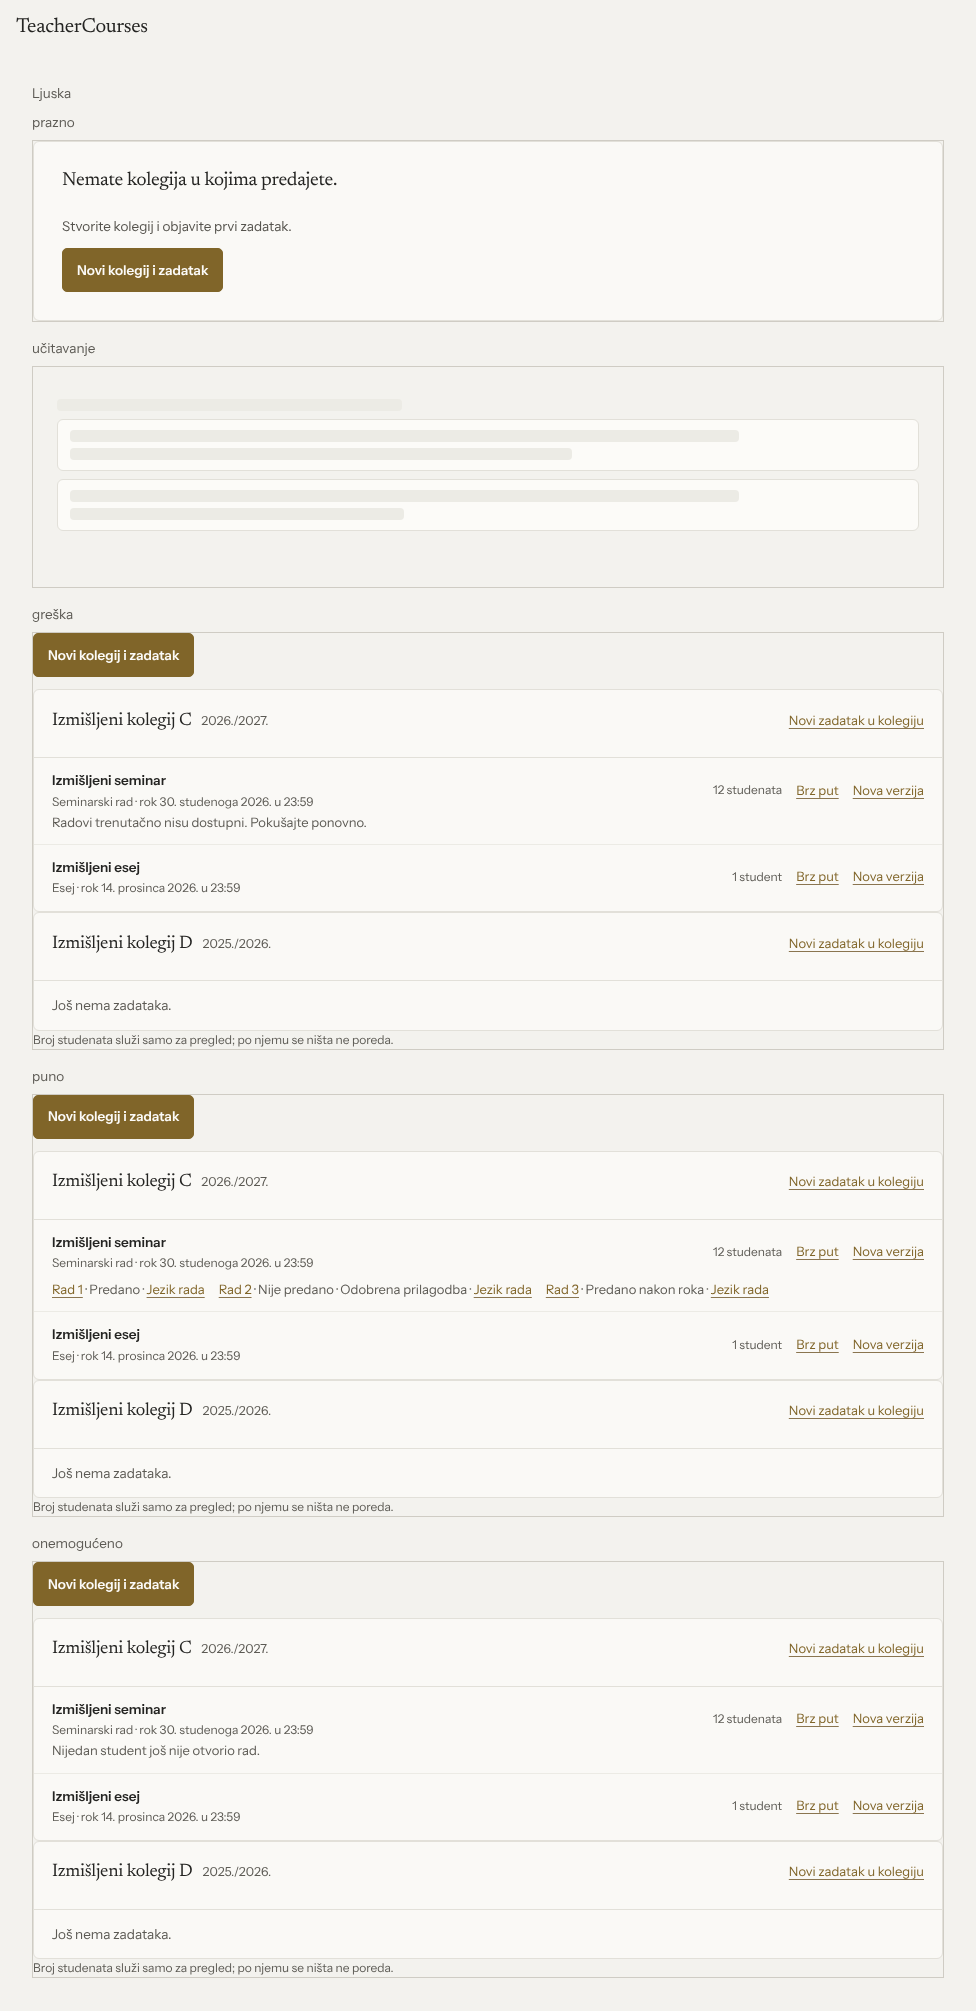 TeacherCourses
Ljuska
prazno
Nemate kolegija u kojima predajete.
Stvorite kolegij i objavite prvi zadatak.
Novi kolegij i zadatak
učitavanje
greška
Novi kolegij i zadatak
Izmišljeni kolegij C 2026./2027. Novi zadatak u kolegiju
Izmišljeni seminar
Seminarski rad · rok 30. studenoga 2026. u 23:59
12 studenata Brz put Nova verzija
Radovi trenutačno nisu dostupni. Pokušajte ponovno.
Izmišljeni esej
Esej · rok 14. prosinca 2026. u 23:59
1 student Brz put Nova verzija
Izmišljeni kolegij D 2025./2026. Novi zadatak u kolegiju
Još nema zadataka.
Broj studenata služi samo za pregled; po njemu se ništa ne poreda.
puno
Novi kolegij i zadatak
Izmišljeni kolegij C 2026./2027. Novi zadatak u kolegiju
Izmišljeni seminar
Seminarski rad · rok 30. studenoga 2026. u 23:59
12 studenata Brz put Nova verzija
Rad 1 · Predano · Jezik rada Rad 2 · Nije predano · Odobrena prilagodba · Jezik rada Rad 3 · Predano nakon roka · Jezik rada
Izmišljeni esej
Esej · rok 14. prosinca 2026. u 23:59
1 student Brz put Nova verzija
Izmišljeni kolegij D 2025./2026. Novi zadatak u kolegiju
Još nema zadataka.
Broj studenata služi samo za pregled; po njemu se ništa ne poreda.
onemogućeno
Novi kolegij i zadatak
Izmišljeni kolegij C 2026./2027. Novi zadatak u kolegiju
Izmišljeni seminar
Seminarski rad · rok 30. studenoga 2026. u 23:59
12 studenata Brz put Nova verzija
Nijedan student još nije otvorio rad.
Izmišljeni esej
Esej · rok 14. prosinca 2026. u 23:59
1 student Brz put Nova verzija
Izmišljeni kolegij D 2025./2026. Novi zadatak u kolegiju
Još nema zadataka.
Broj studenata služi samo za pregled; po njemu se ništa ne poreda.